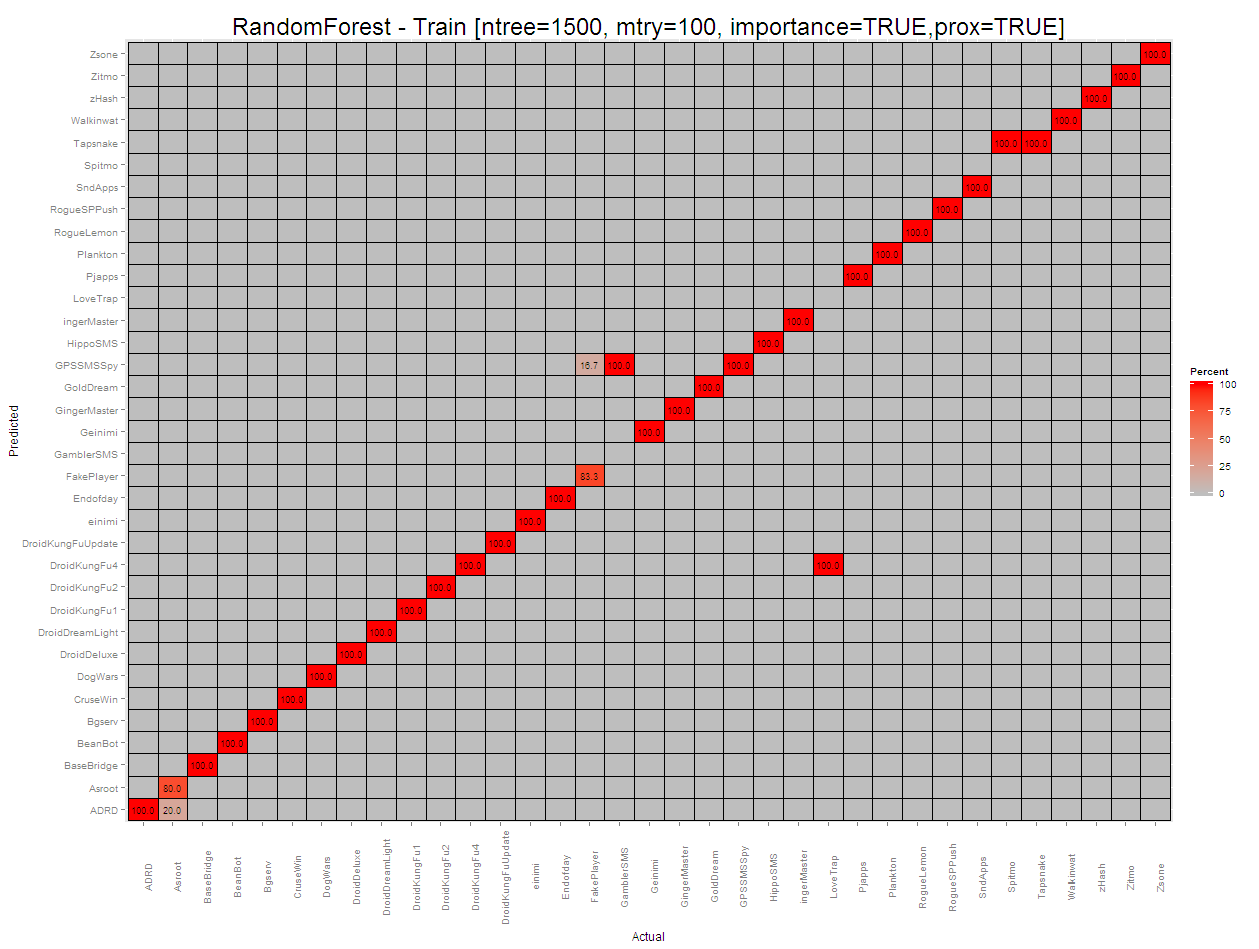 RandomForest - Train [ntree=1500, mtry=100, importance=TRUE,prox=TRUE]
Zsone 100.0
Zitmo 100.0
zHash 100.0
Walkinwat 100.0
Tapsnake 100.0 100.0
Spitmo
SndApps 100.0
RogueSPPush 100.0
RogueLemon 100.0
Plankton 100.0
Pjapps 100.0
LoveTrap
ingerMaster 100.0
HippoSMS 100.0
GPSSMSSpy 16.7 100.0 100.0
GoldDream 100.0
GingerMaster 100.0
Geinimi 100.0
GamblerSMS
FakePlayer 83.3
Endofday 100.0
einimi 100.0
DroidKungFuUpdate 100.0
DroidKungFu4 100.0 100.0
DroidKungFu2 100.0
DroidKungFu1 100.0
DroidDreamLight 100.0
DroidDeluxe 100.0
DogWars 100.0
CruseWin 100.0
Bgserv 100.0
BeanBot 100.0
BaseBridge 100.0
Asroot 80.0
ADRD 100.0 20.0
Predicted
ADRD
Asroot
BaseBridge
BeanBot
Bgserv
CruseWin
DogWars
DroidDeluxe
DroidDreamLight
DroidKungFu1
DroidKungFu2
DroidKungFu4
DroidKungFuUpdate
einimi
Endofday
FakePlayer
GamblerSMS
Geinimi
GingerMaster
GoldDream
GPSSMSSpy
HippoSMS
ingerMaster
LoveTrap
Pjapps
Plankton
RogueLemon
RogueSPPush
SndApps
Spitmo
Tapsnake
Walkinwat
zHash
Zitmo
Zsone
Actual
Percent
100
75
50
25
0